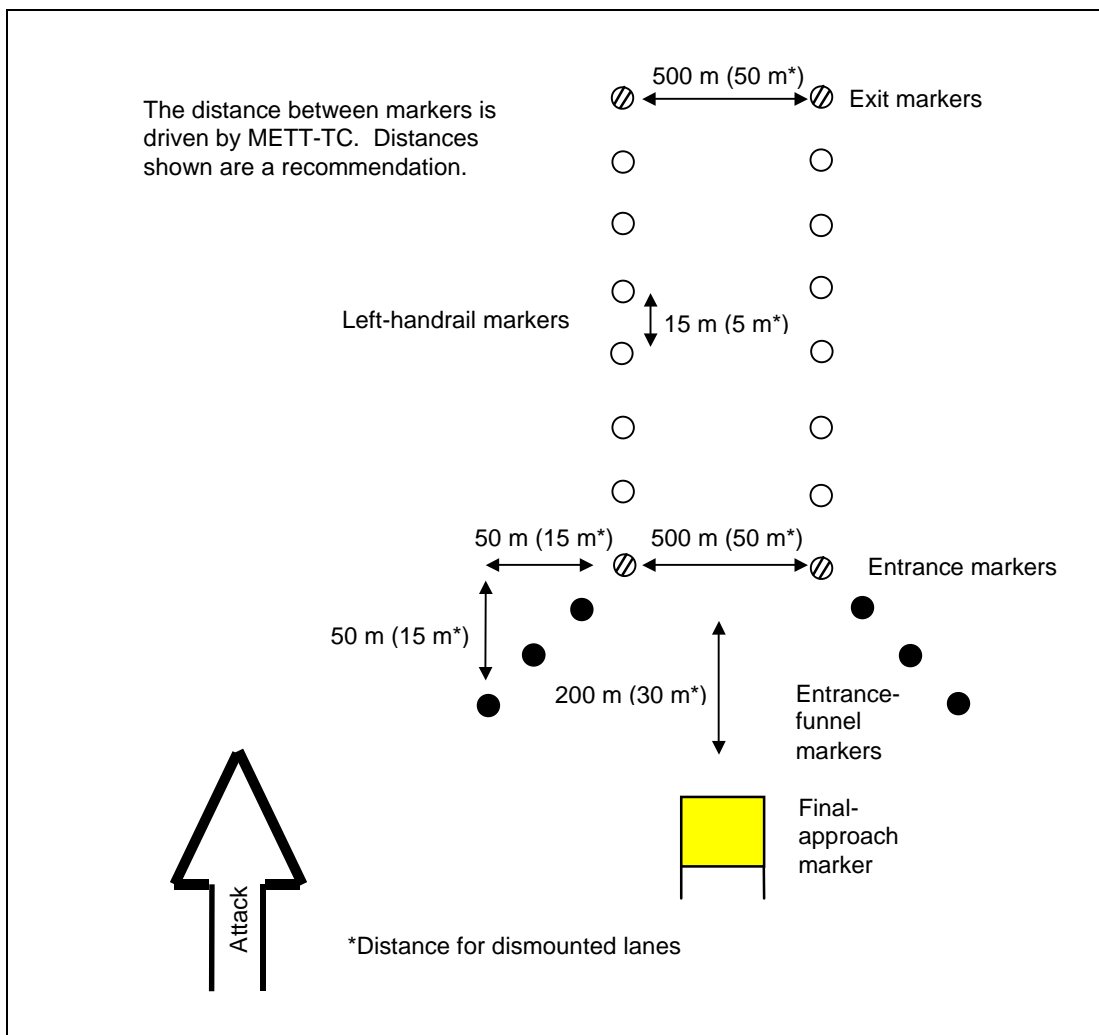 500 m (50 m*)
The distance between markers is
driven by METT-TC.  Distances
shown are a recommendation.
Exit markers
Left-handrail markers
15 m (5 m*)
50 m (15 m*)
500 m (50 m*)
Entrance markers
50 m (15 m*)
200 m (30 m*)
Entrance-
funnel
markers
Final-
approach
marker
Attack
*Distance for dismounted lanes